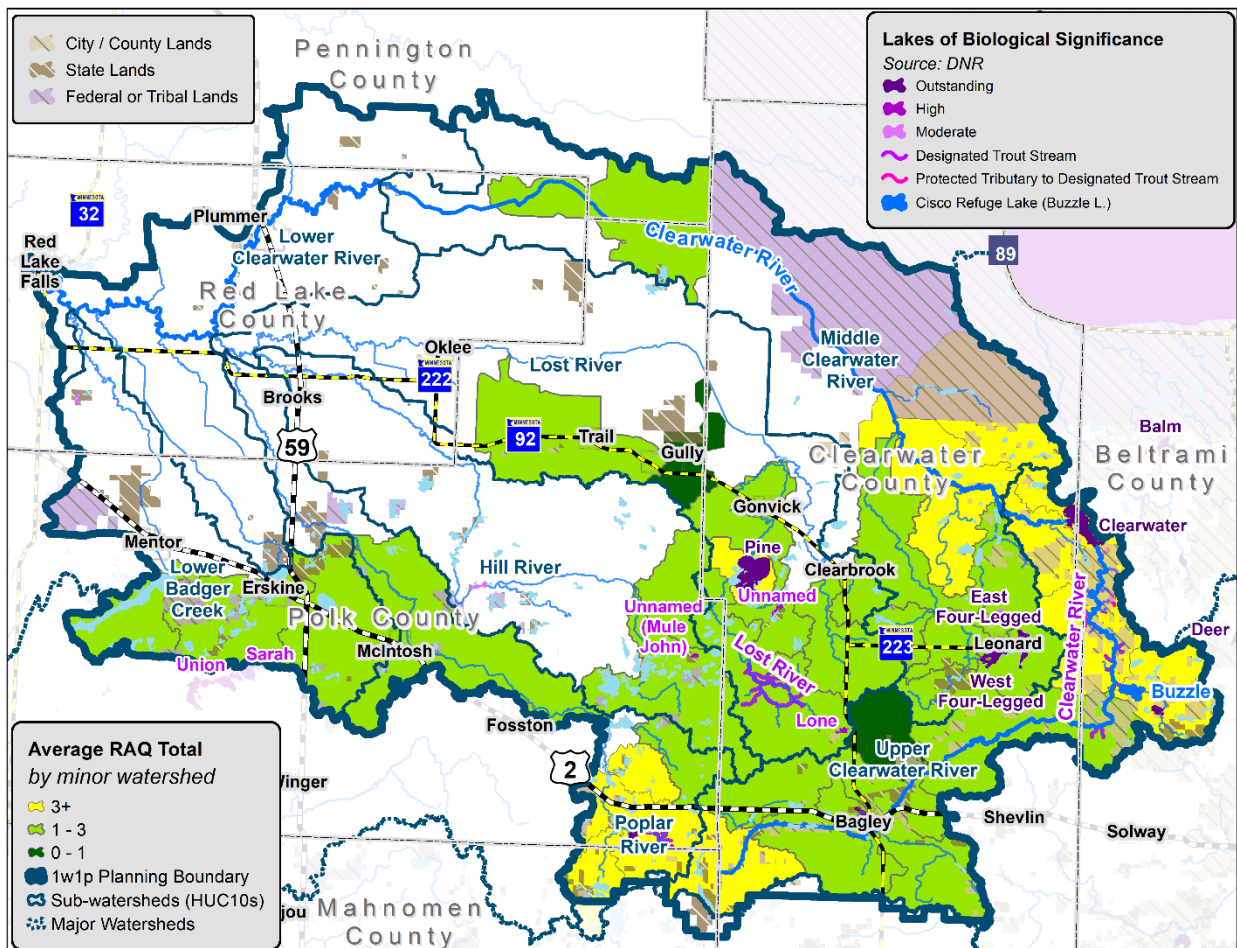 City / County Lands
State Lands
Federal or Tribal Lands
Pennington
County
Lakes of Biological Significance
Source: DNR
Outstanding
High
Moderate
Designated Trout Stream
Protected Tributary to Designated Trout Stream
Cisco Refuge Lake (Buzzle L.)
MINNESOTA
32
Plummer
Red
Lake
Falls
Lower
Clearwater River
Clearwater River
89
Red Lake
County
Middle
Clearwater
River
Oklee
MINNESOTA
222
Lost River
Brooks
59
MINNESOTA
92
Trail
Gully
Clearwater
County
Balm
Beltrami
County
Gonvick
Clearwater
Mentor
Pine
Clearbrook
Lower
Badger
Creek
Erskine
Hill River
Unnamed
Unnamed
(Mule
John)
East
Four-Legged
Polk County
McIntosh
MINNESOTA
223
Leonard
Deer
Union
Sarah
Lost River
West
Four-Legged
Clearwater River
Buzzle
Lone
Fosston
Upper
Clearwater River
2
Average RAQ Total
by minor watershed
3+
1 - 3
0 - 1
1w1p Planning Boundary
Sub-watersheds (HUC10s)
Major Watersheds
Winger
Poplar
River
Bagley
Shevlin
Solway
jou
Mahnomen
County